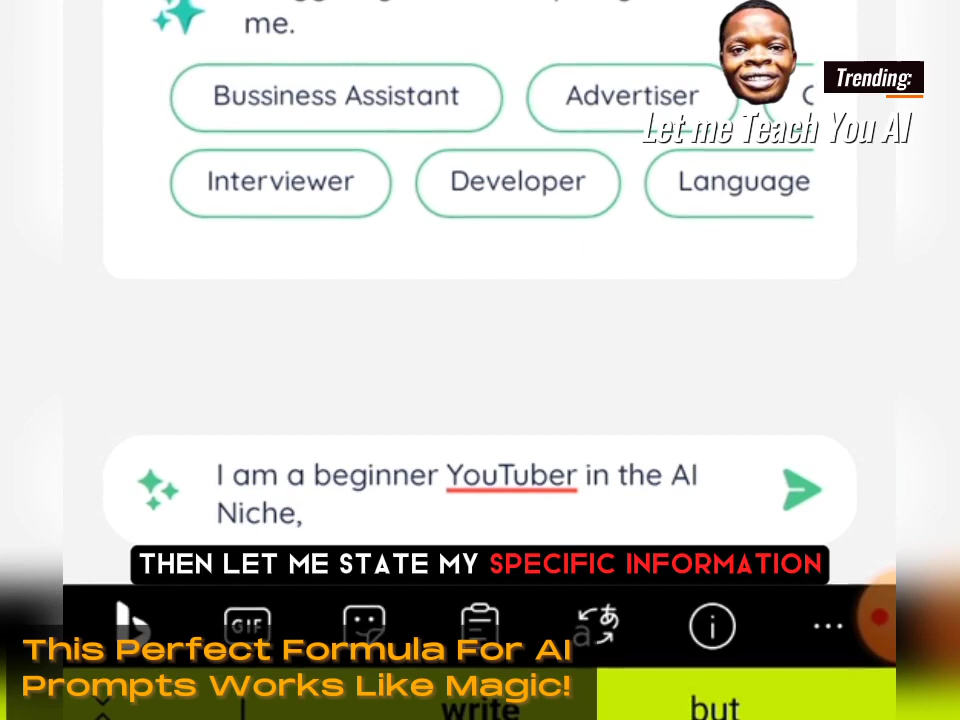 me.
Bussiness Assistant
Advertiser
Trending:
Let me Teach You AI
Interviewer
Developer
Language
I am a beginner YouTuber in the AI
Niche,
THEN LET ME STATE MY SPECIFIC INFORMATION
GIF
This Perfect Formula For AI
Prompts Works Like Magic!
write
but